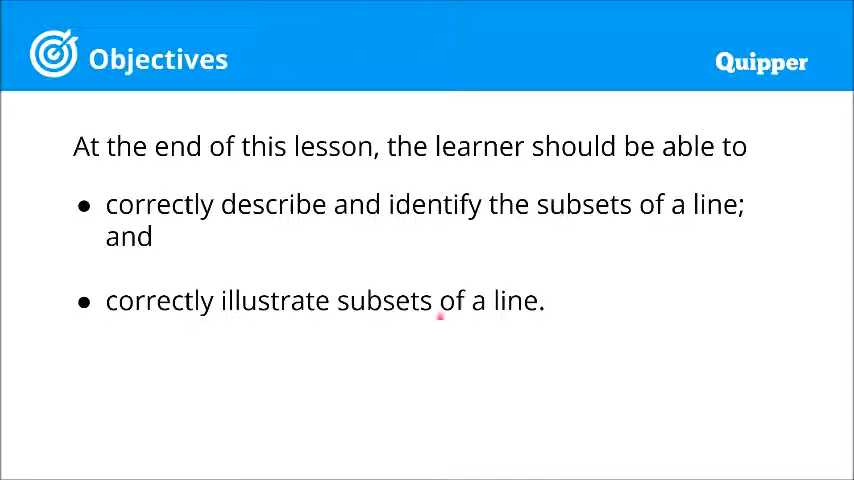 Objectives
Quipper
At the end of this lesson, the learner should be able to
● correctly describe and identify the subsets of a line;
and
● correctly illustrate subsets of a line.